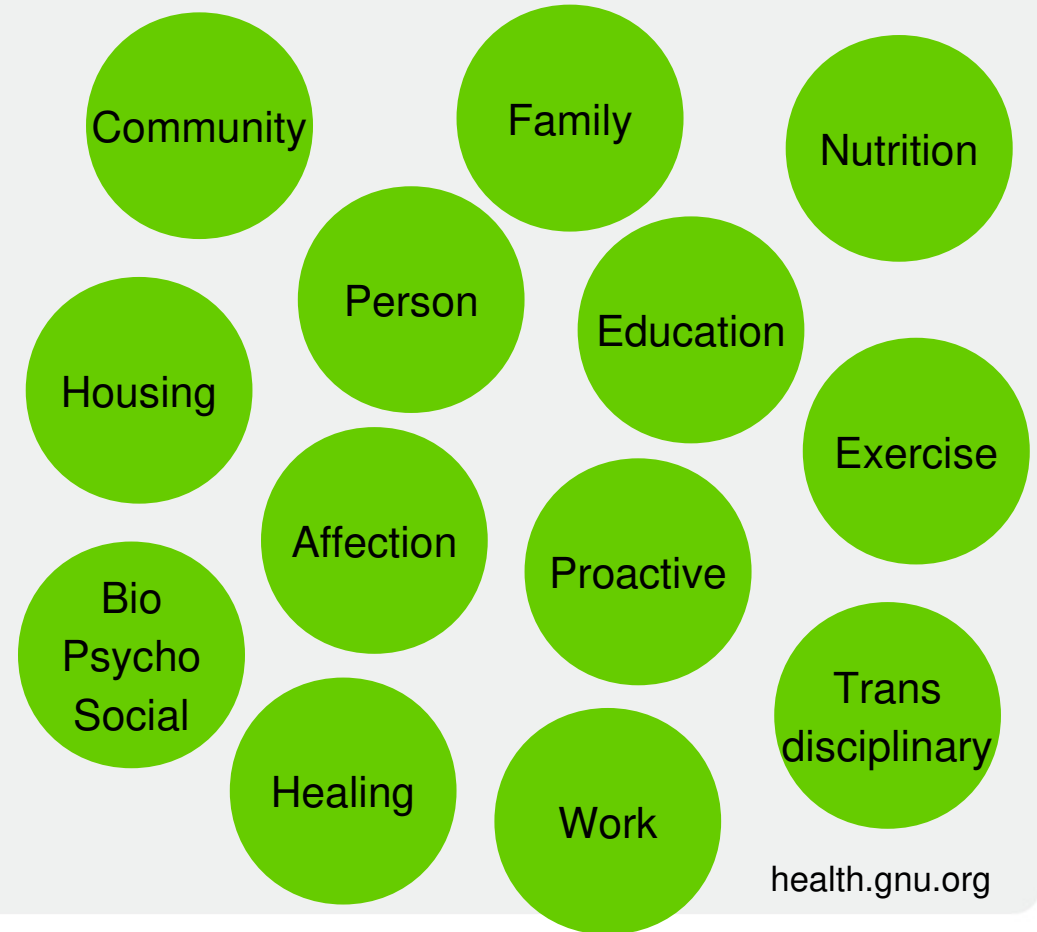 Community
Family
Nutrition
Person
Education
Housing
Exercise
Affection
Proactive
Bio
Psycho
Social
Trans
disciplinary
Healing
Work
health.gnu.org